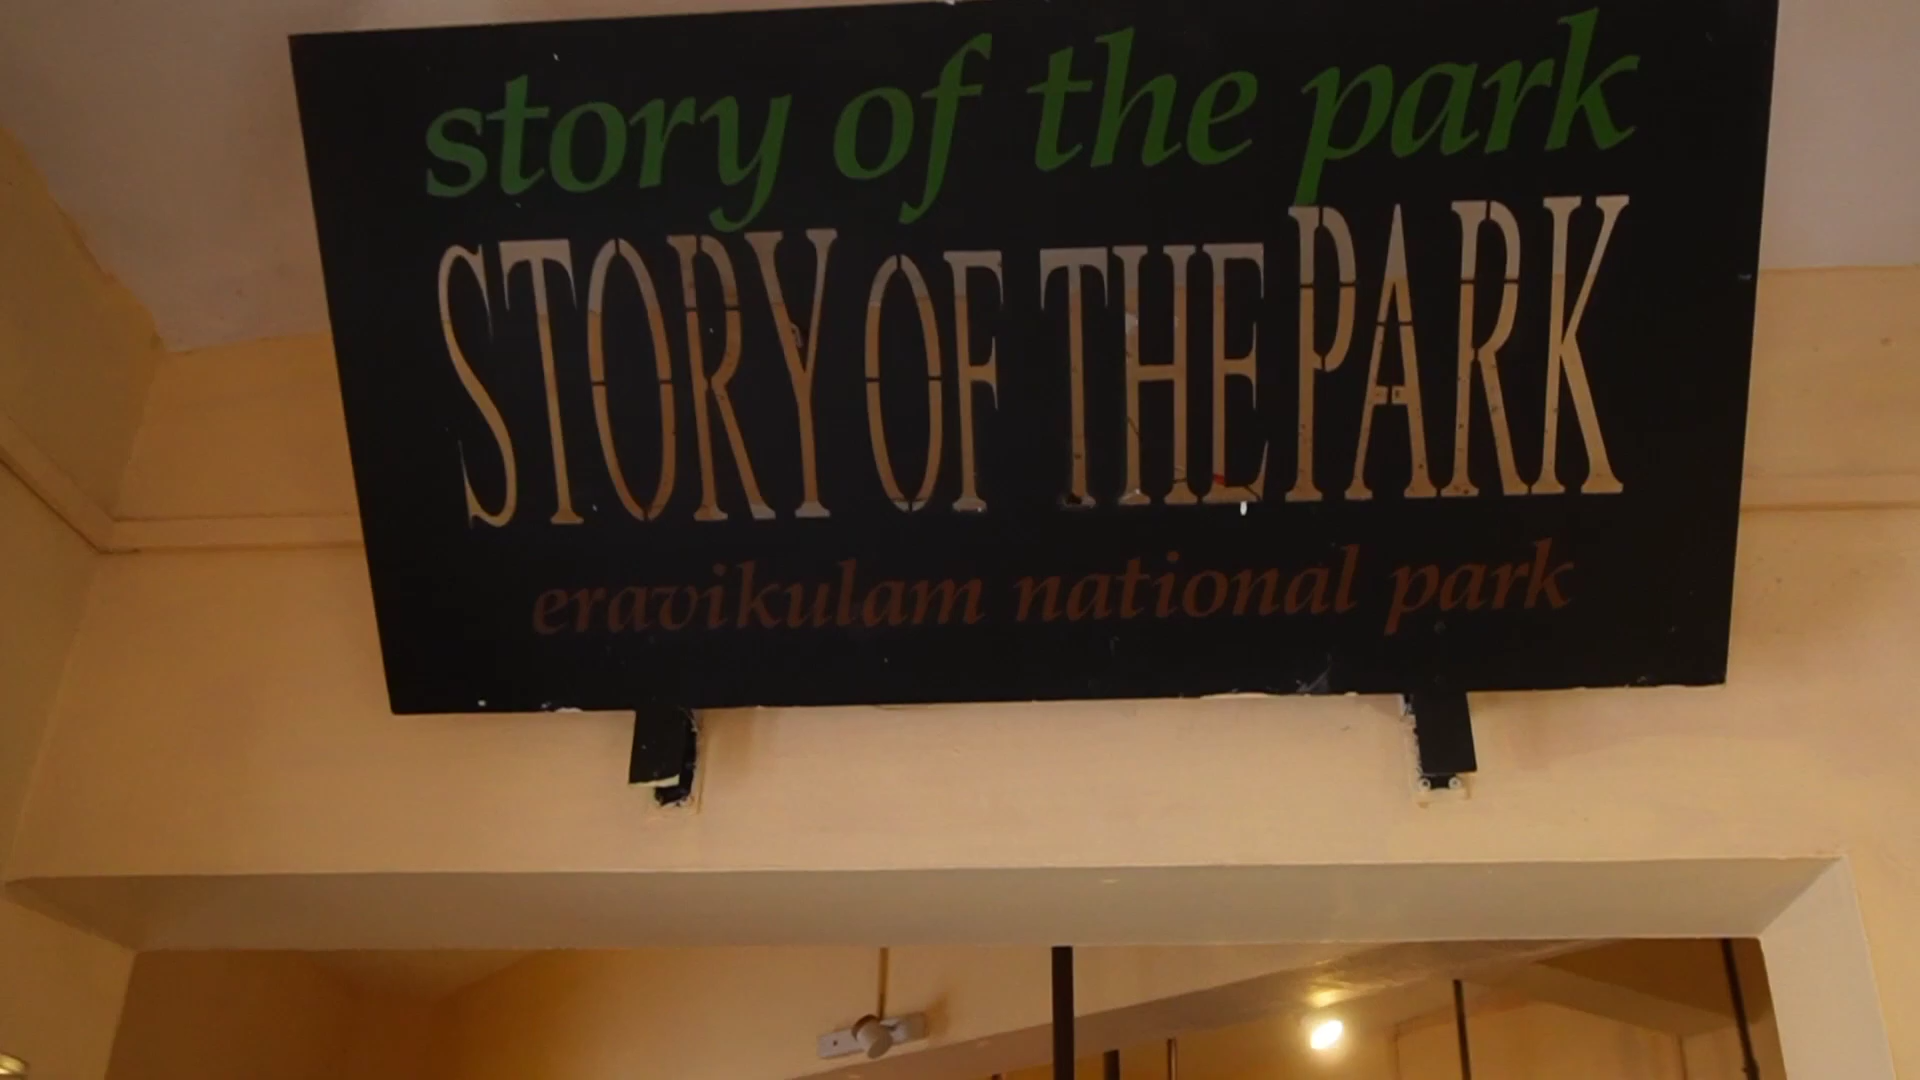 story of the park
STORY OF THE PARK
eravikulam national park